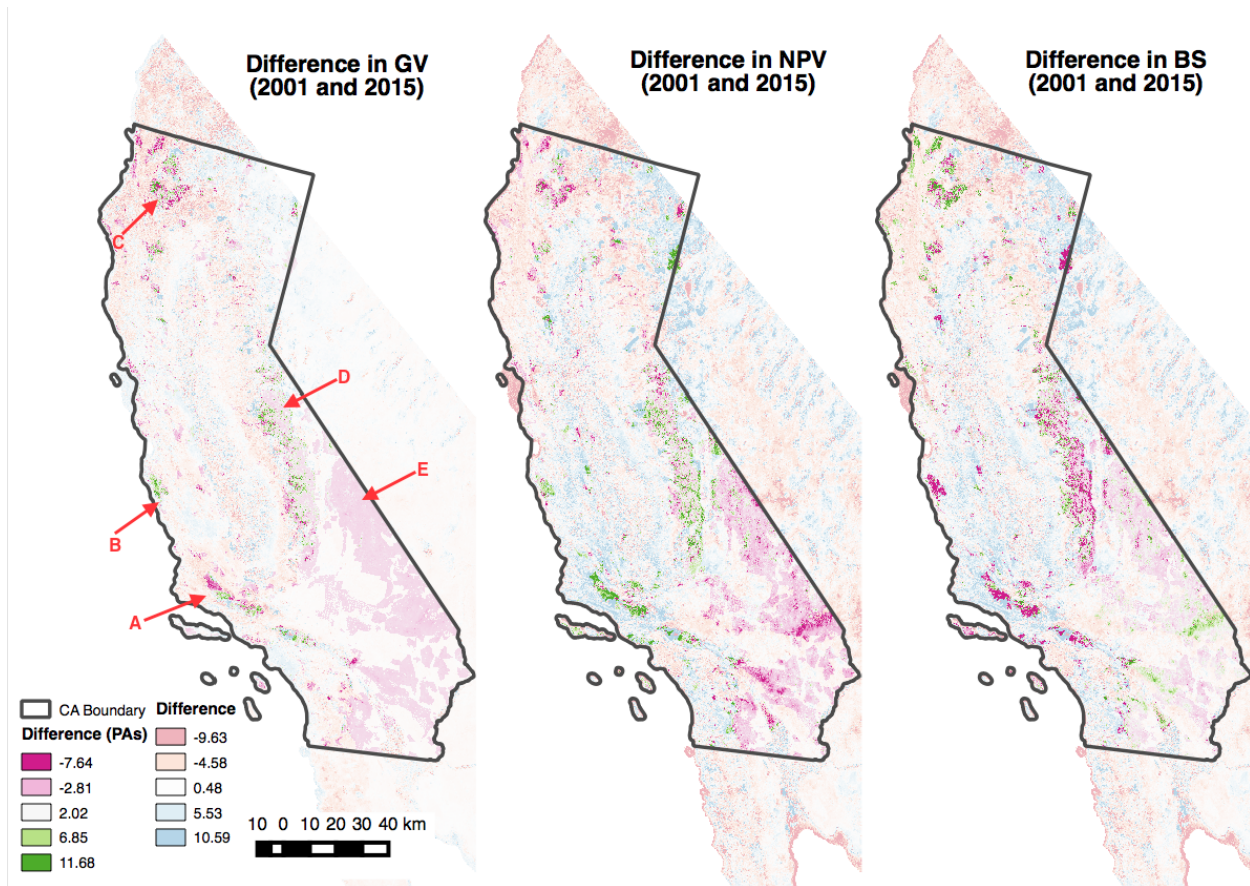 Difference in GV
(2001 and 2015)
Difference in NPV
(2001 and 2015)
Difference in BS
(2001 and 2015)
C
D
E
B
A
CA Boundary
Difference (PAs)
-7.64
-2.81
2.02
6.85
11.68
Difference
-9.63
-4.58
0.48
5.53
10.59
10 0 10 20 30 40 km